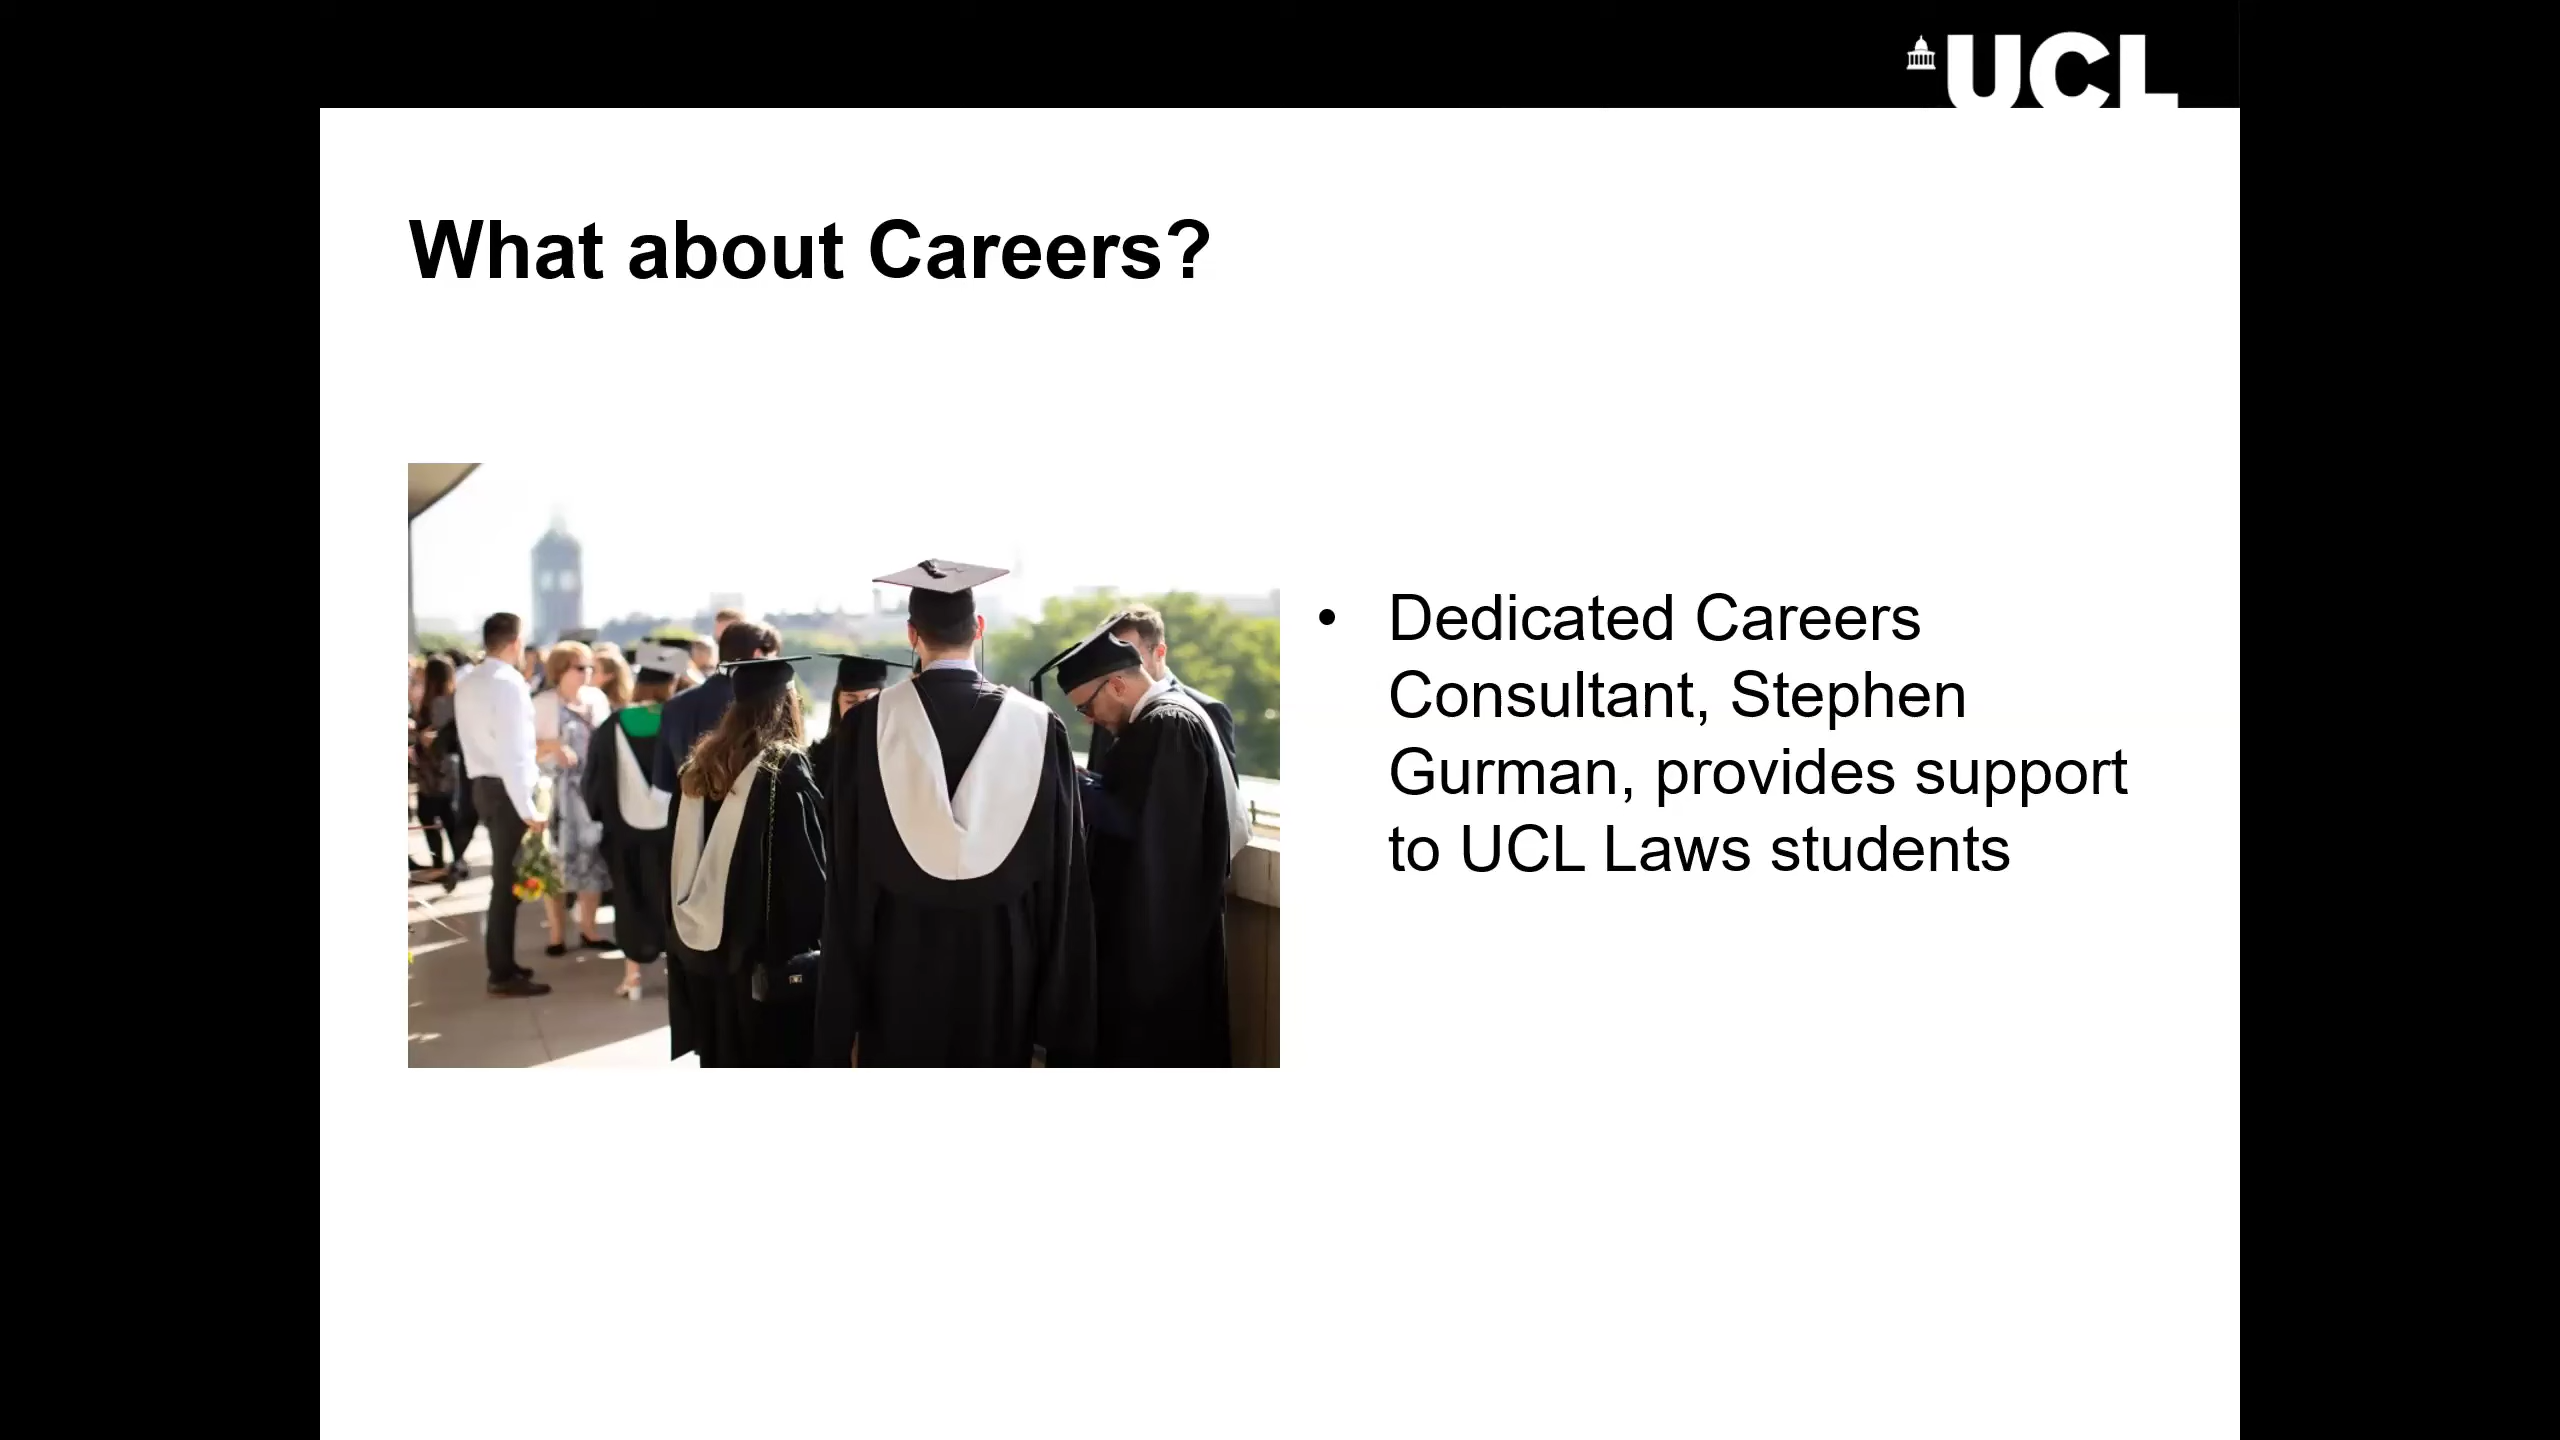 UCL
What about Careers?
• Dedicated Careers
Consultant, Stephen
Gurman, provides support
to UCL Laws students